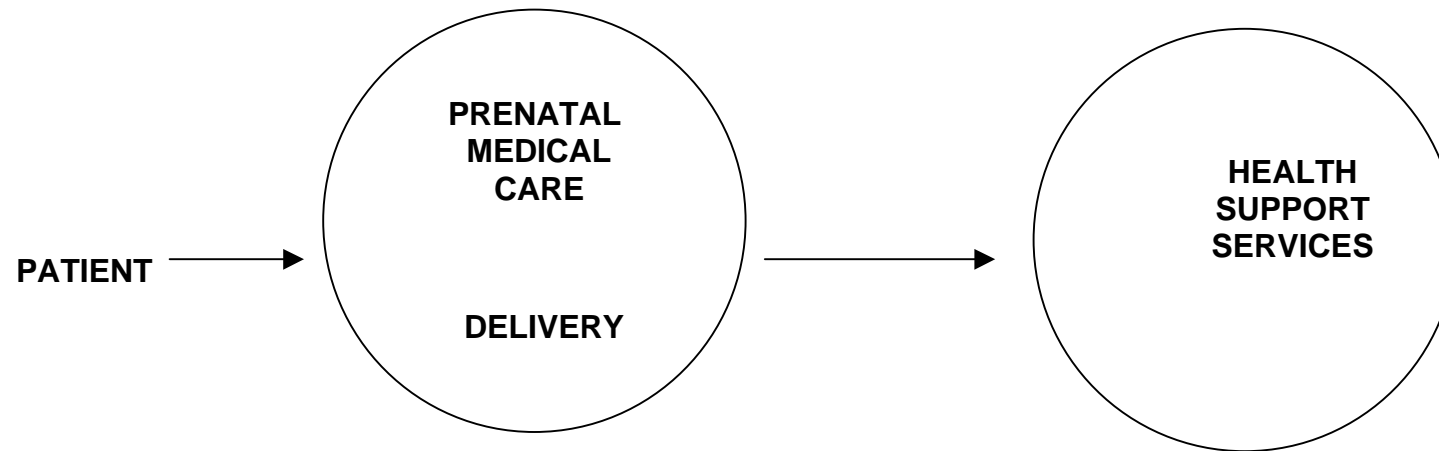 PATIENT
PRENATAL
MEDICAL
CARE
DELIVERY
HEALTH
SUPPORT
SERVICES